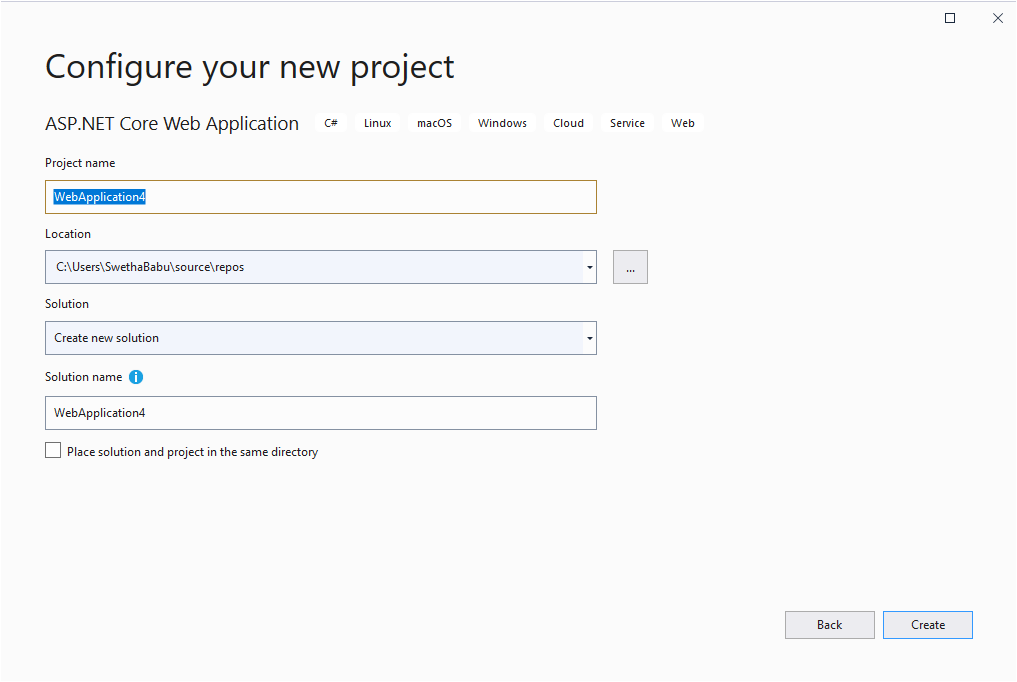 Configure your new project
ASP.NET Core Web Application C# Linux macOS Windows Cloud Service Web
Project name
WebApplication4
Location
C:\Users\SwethaBabu\source\repos
...
Solution
Create new solution
Solution name
WebApplication4
Place solution and project in the same directory
Back Create